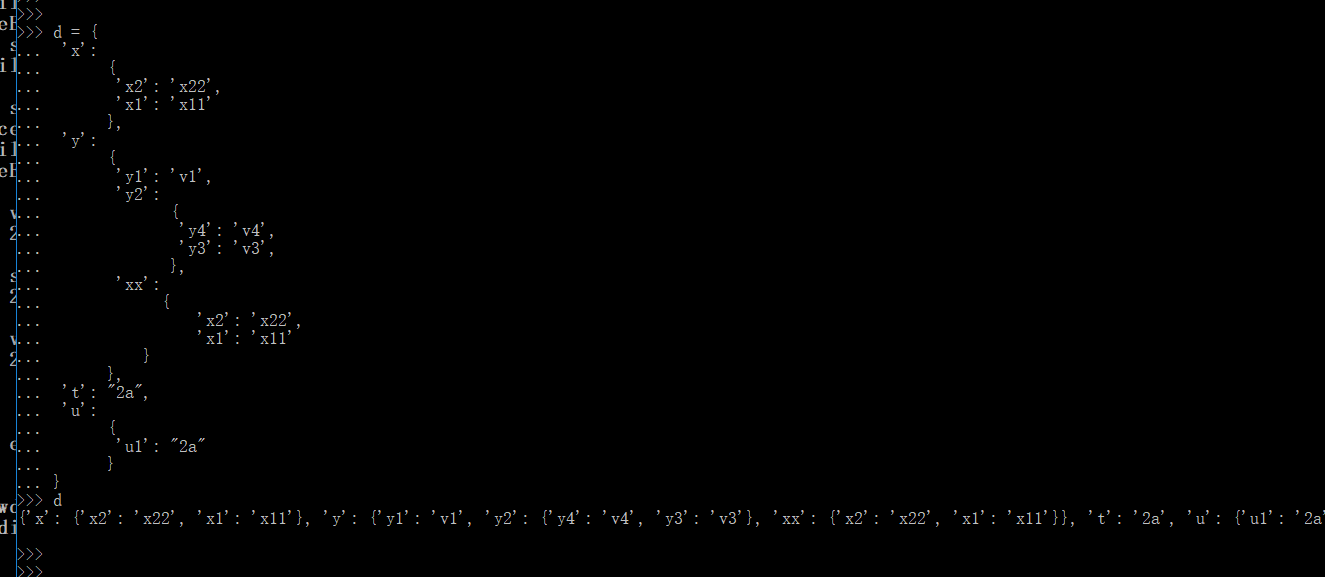 >>>
>>>
>>> d = {
... 'x':
... {
... 'x2': 'x22',
... 'x1': 'x11'
... },
... 'y':
... {
... 'y1': 'v1',
... 'y2':
... {
... 'y4': 'v4',
... 'y3': 'v3',
... },
... 'xx':
... {
... 'x2': 'x22',
... 'x1': 'x11'
... }
... },
... 't': "2a",
... 'u':
... {
... 'u1': "2a"
... }
... }
>>> d
{'x': {'x2': 'x22', 'x1': 'x11'}, 'y': {'y1': 'v1', 'y2': {'y4': 'v4', 'y3': 'v3'}, 'xx': {'x2': 'x22', 'x1': 'x11'}}, 't': '2a', 'u': {'u1': '2a'
>>>
>>>